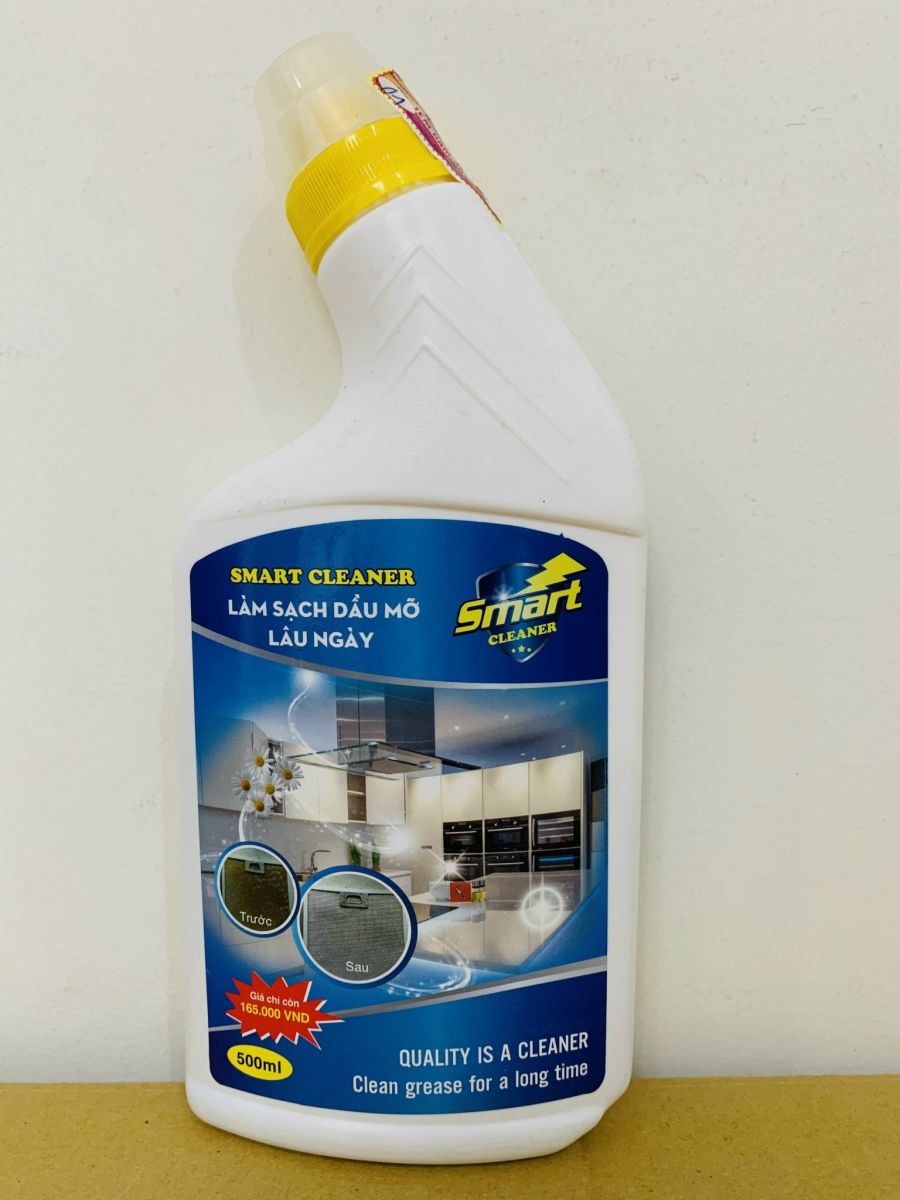 SMART CLEANER
LÀM SẠCH DẦU MỠ
LÂU NGÀY
Smart
CLEANER
Trước
Sau
Giá chỉ còn
165.000 VND
500ml
QUALITY IS A CLEANER
Clean grease for a long time